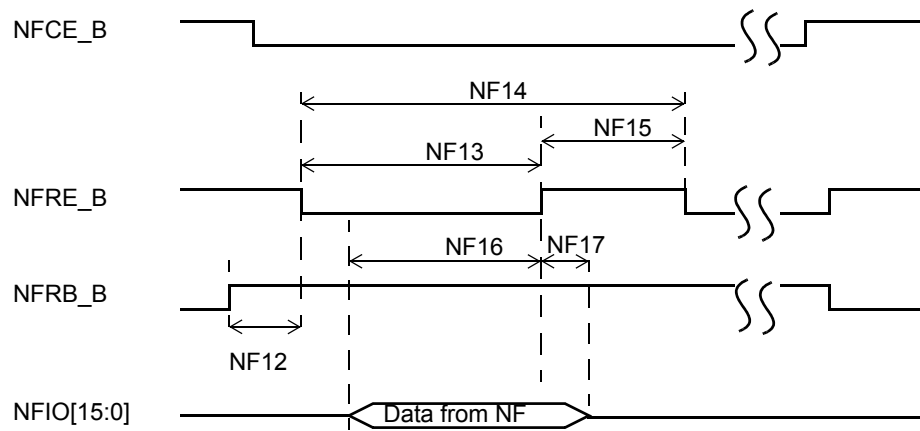 NFCE_B
NF14
NF15
NF13
NFRE_B
NF16
NF17
NFRB_B
NF12
NFIO[15:0]
Data from NF